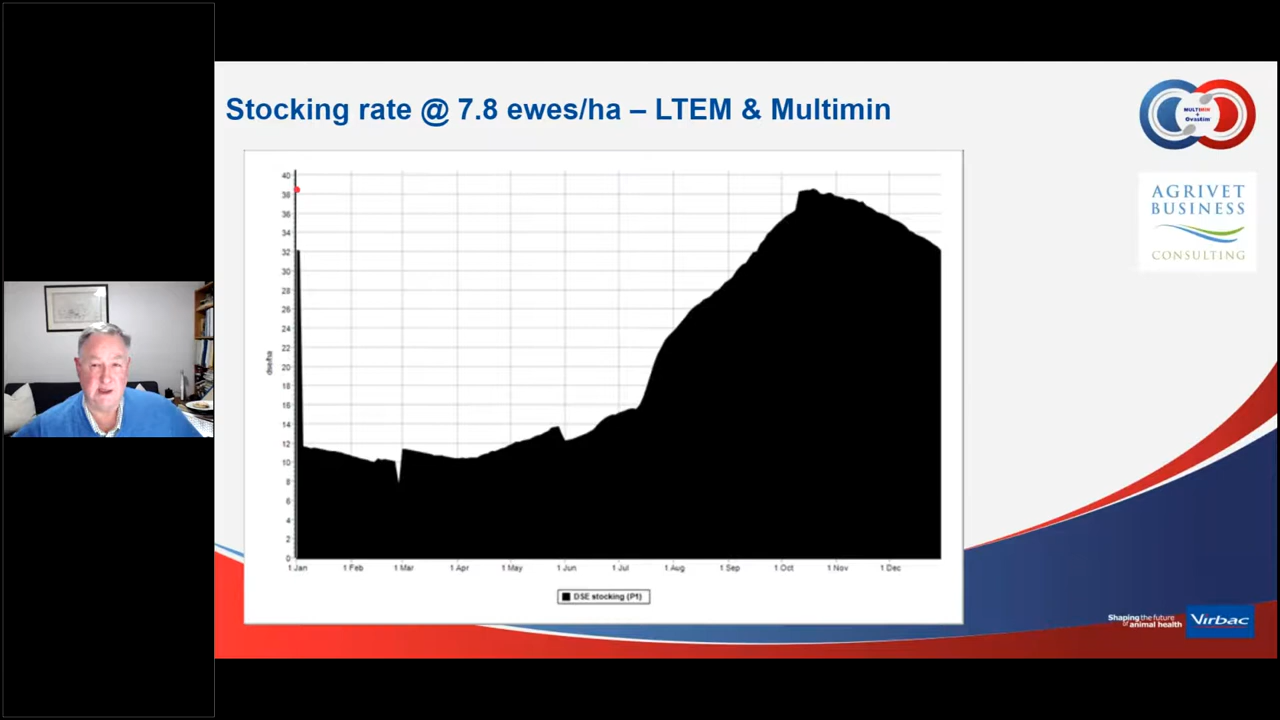 Stocking rate @ 7.8 ewes/ha – LTEM & Multimin
MULTIMIN
+
Ovastim
AGRIVET
BUSINESS
CONSULTING
40
38
36
34
32
30
28
26
24
22
20
18
16
14
12
10
8
6
4
2
0
dse/ha
1 Jan 1 Feb 1 Mar 1 Apr 1 May 1 Jun 1 Jul 1 Aug 1 Sep 1 Oct 1 Nov 1 Dec
DSE stocking (P1)
Shaping the future
of animal health
Virbac